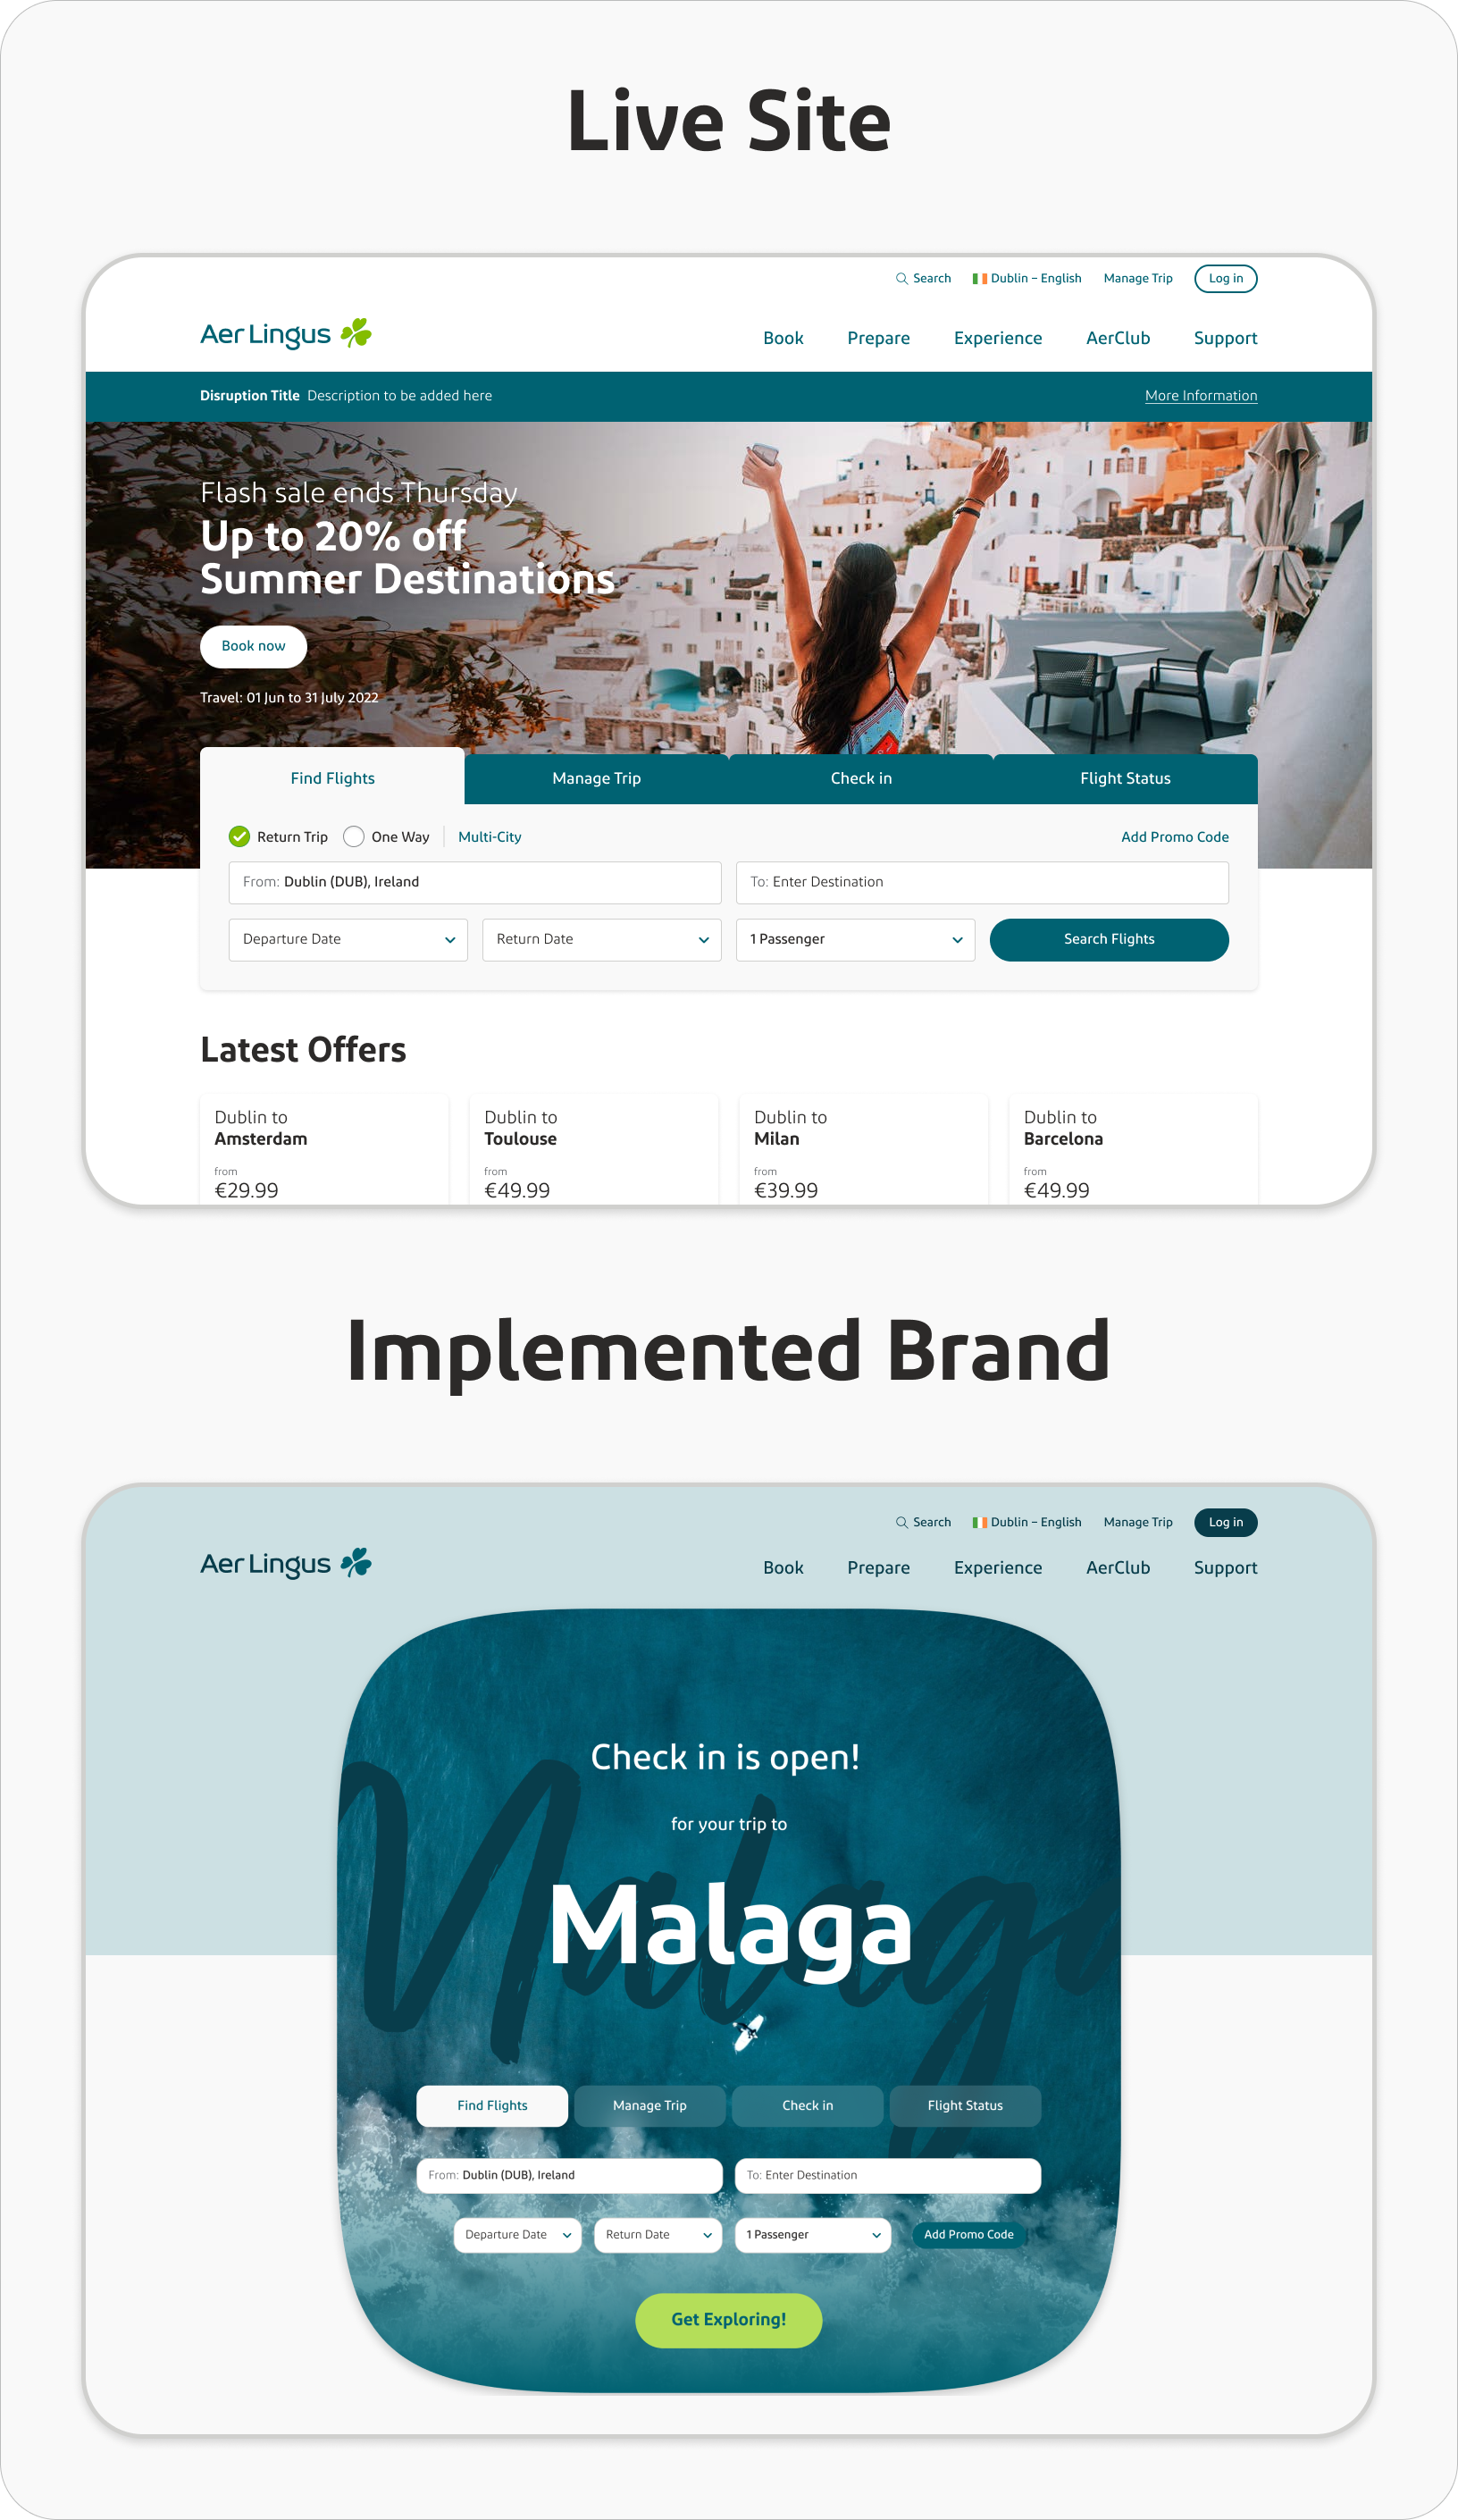 Live Site
Search Dublin – English Manage Trip Log in
Aer Lingus Book Prepare Experience AerClub Support
Disruption Title Description to be added here More Information
Flash sale ends Thursday
Up to 20% off
Summer Destinations
Book now
Travel: 01 Jun to 31 July 2022
Find Flights Manage Trip Check in Flight Status
Return Trip One Way Multi-City Add Promo Code
From: Dublin (DUB), Ireland To: Enter Destination
Departure Date Return Date 1 Passenger Search Flights
Latest Offers
Dublin to Dublin to Dublin to Dublin to
Amsterdam Toulouse Milan Barcelona
from from from from
€29.99 €49.99 €39.99 €49.99
Implemented Brand
Search Dublin – English Manage Trip Log in
Aer Lingus Book Prepare Experience AerClub Support
Check in is open!
for your trip to
Malaga
Malaga
Find Flights Manage Trip Check in Flight Status
From: Dublin (DUB), Ireland To: Enter Destination
Departure Date Return Date 1 Passenger Add Promo Code
Get Exploring!